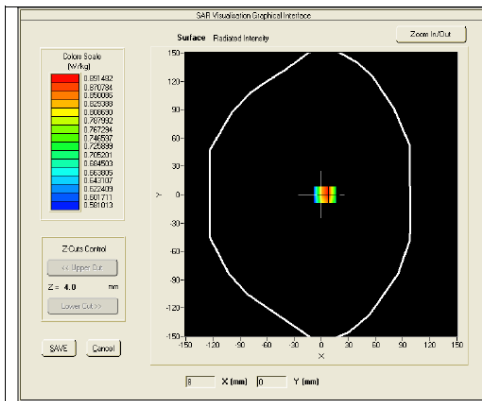 SAR Visualisation Graphical Interface
Surface Radiated Intensity
Zoom In/Out
Colors Scale
(W/kg)
0.891482
0.870784
0.850086
0.829388
0.808690
0.787992
0.767294
0.746597
0.725899
0.705201
0.684503
0.663805
0.643107
0.622409
0.601711
0.581013
Z Cuts Control
<< Upper Cut
Z = 4.0 mm
Lower Cut >>
SAVE
Cancel
150
120
90
60
30
0
-30
-60
-90
-120
-150
Y
-150 -120 -90 -60 -30 0 30 60 90 120 150
X
8 X (mm) 0 Y (mm)